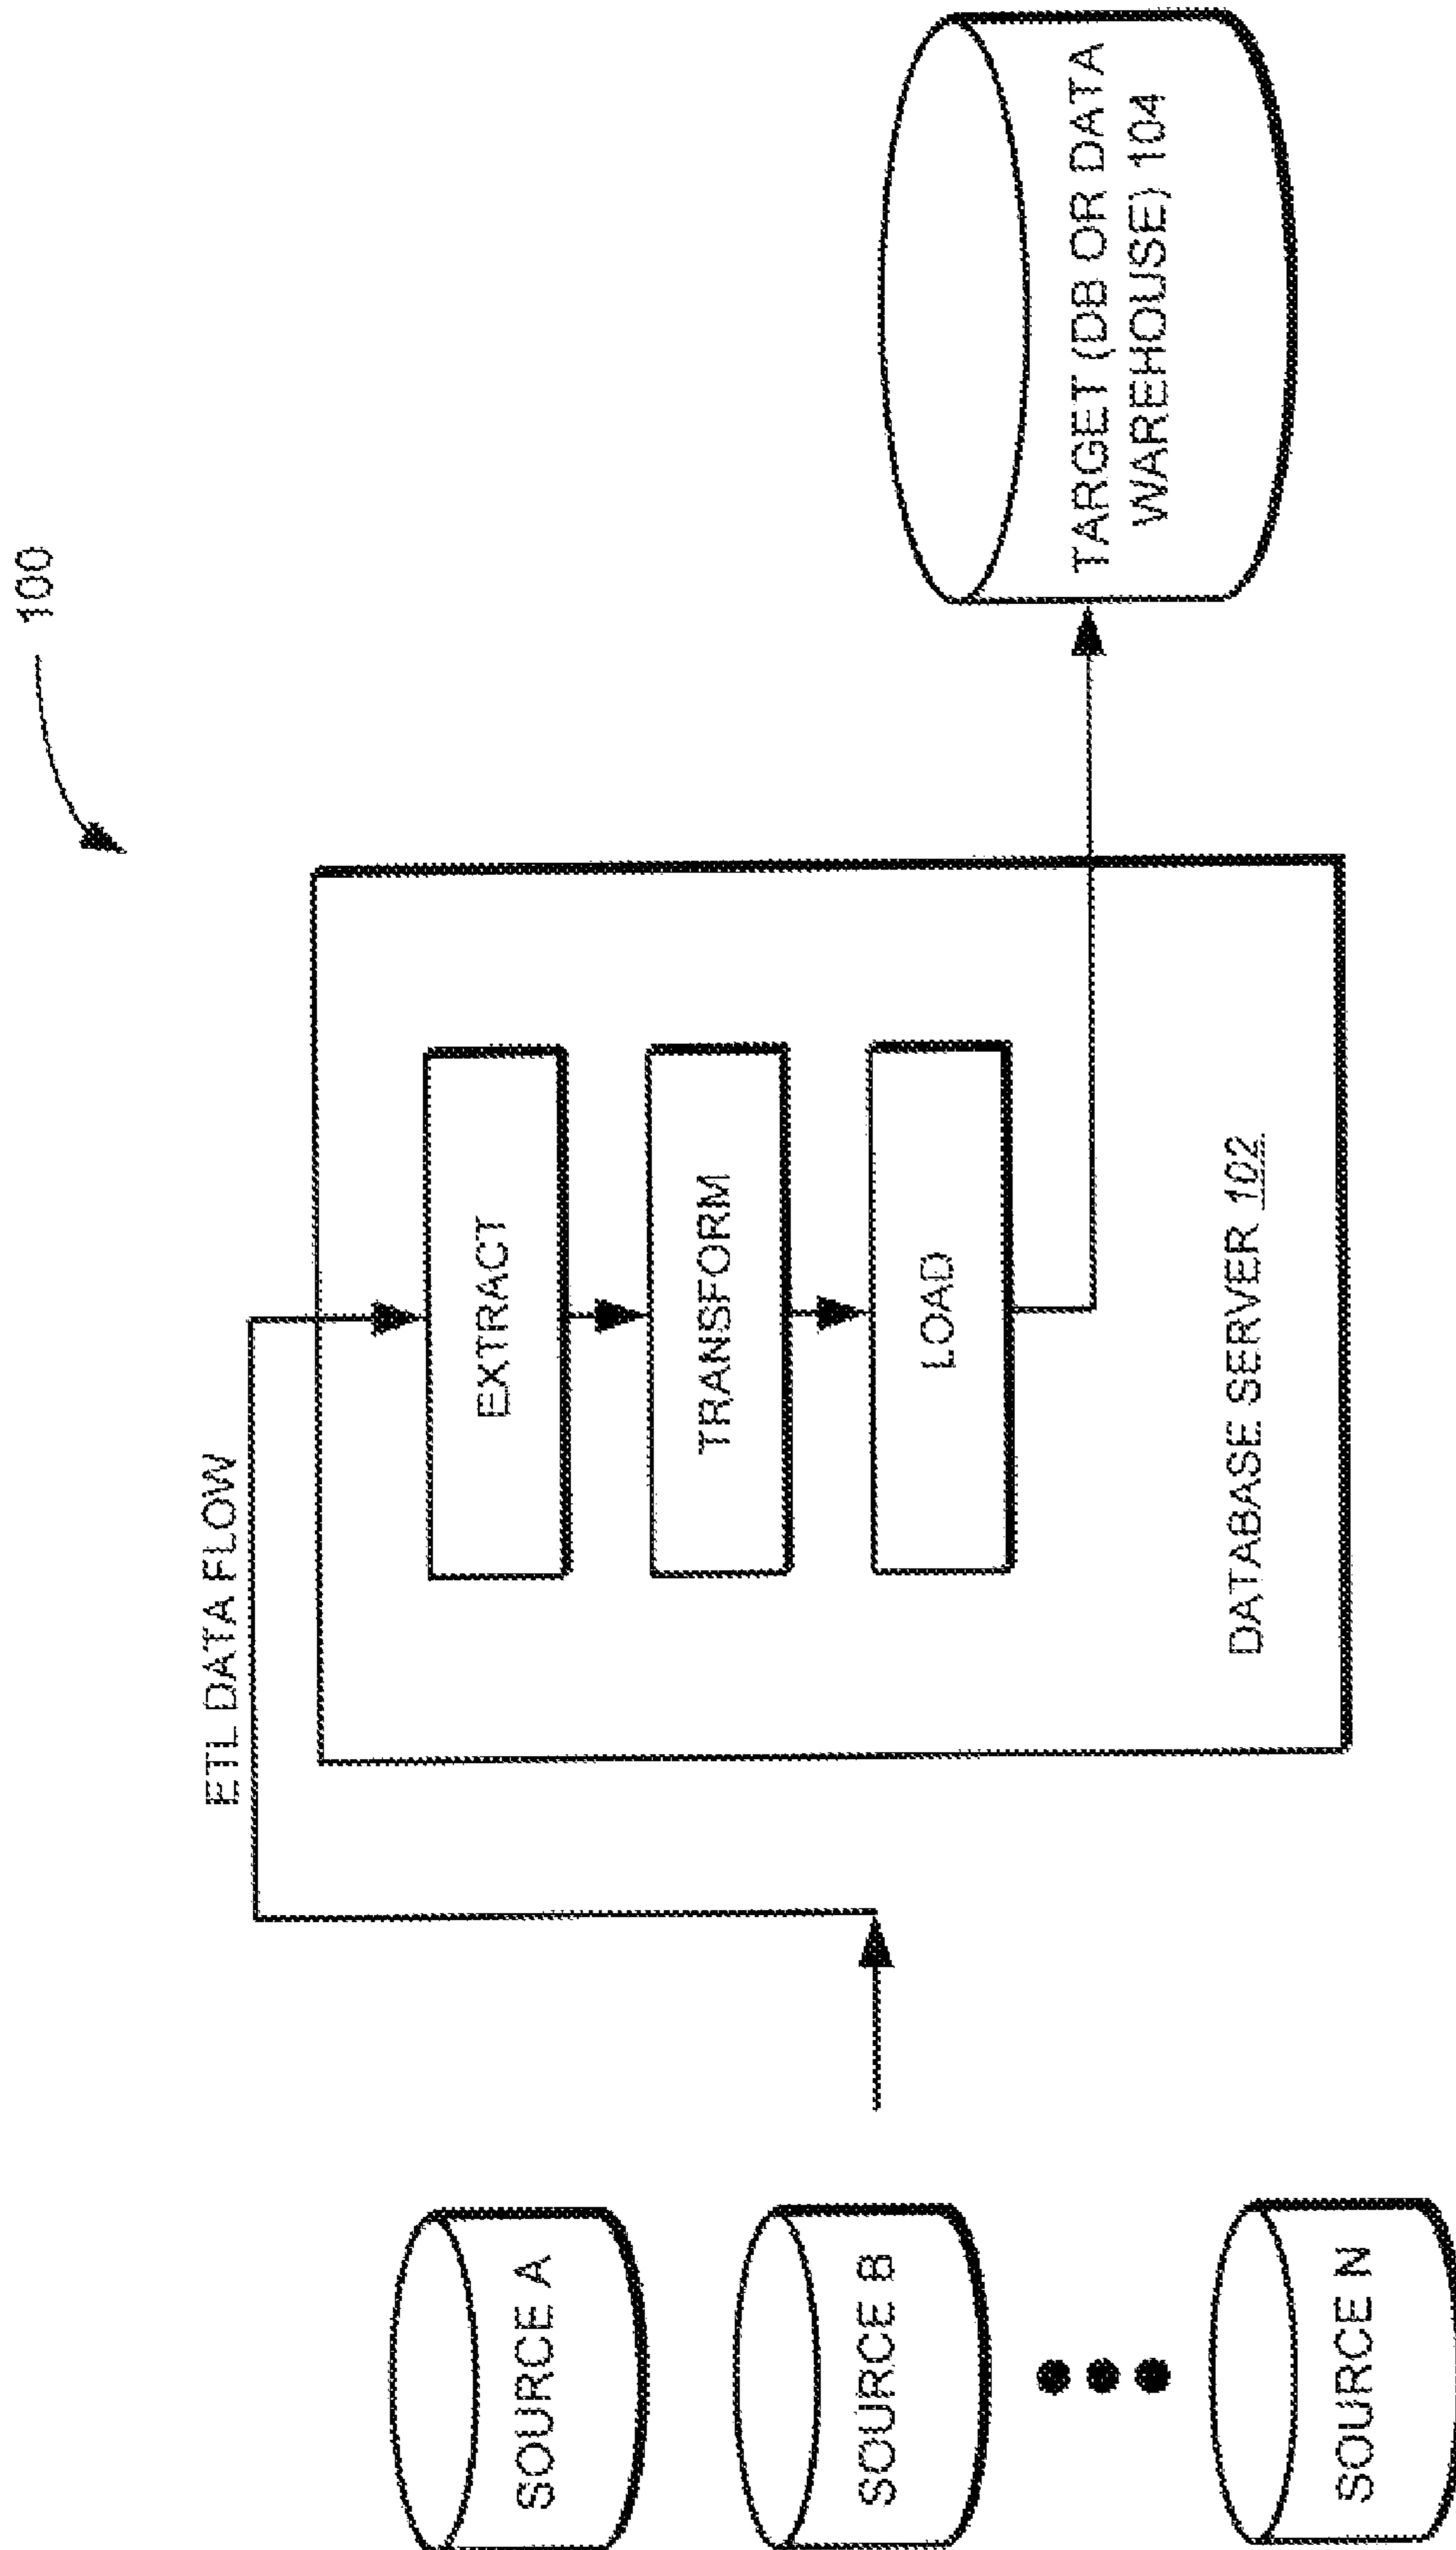 100
ETL DATA FLOW
SOURCE A
SOURCE B
SOURCE N
EXTRACT
TRANSFORM
LOAD
DATABASE SERVER 102
TARGET (DB OR DATA
WAREHOUSE) 104